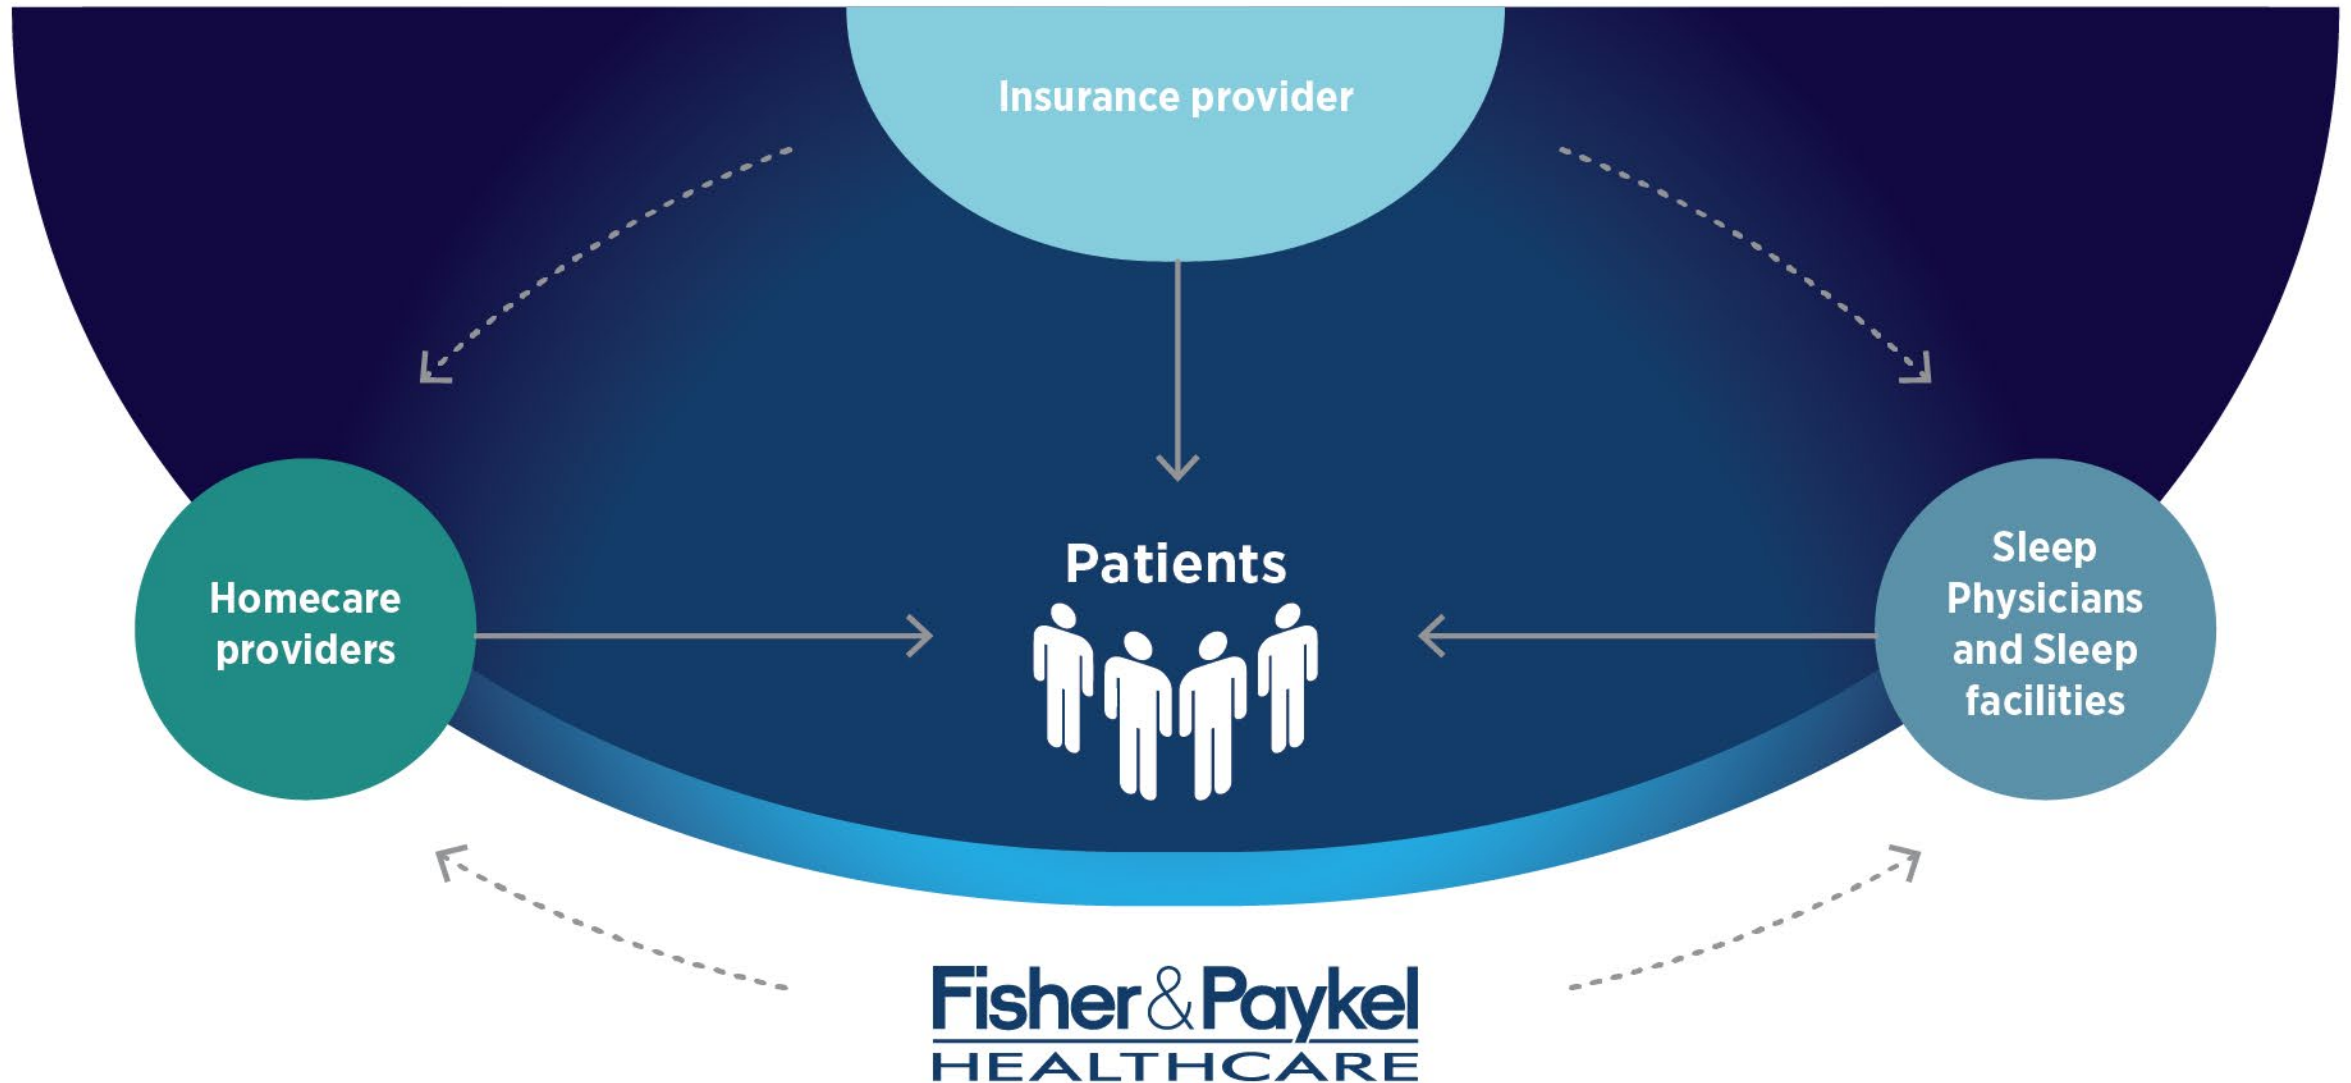 Insurance provider
Patients
Homecare
providers
Sleep
Physicians
and Sleep
facilities
Fisher&Paykel
HEALTHCARE